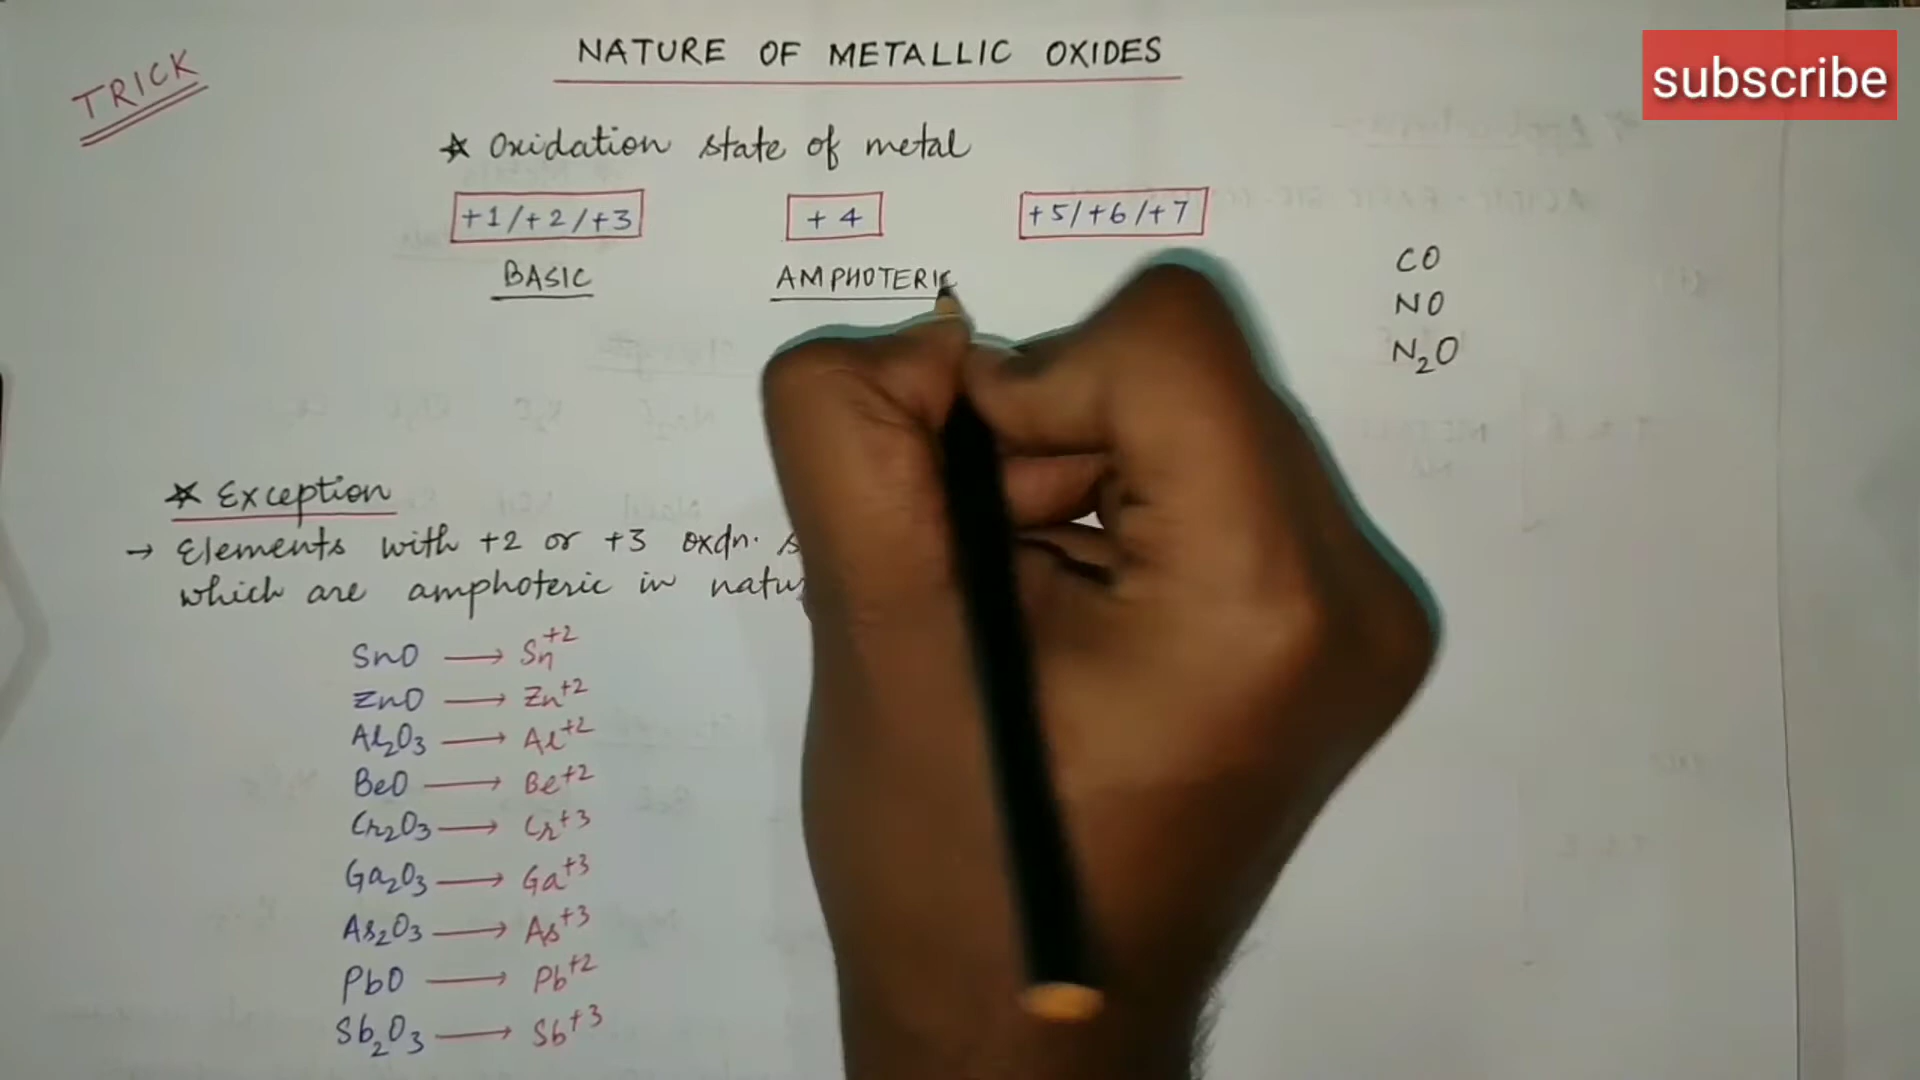 TRICK
NATURE OF METALLIC OXIDES
subscribe
☆ Oxidation state of metal
+1/+2/+3
+4
+5/+6/+7
BASIC
AMPHOTERIC
CO
NO
N₂O
☆ Exception
→ Elements with +2 or +3 oxdn.
which are amphoteric in
SnO → Sn⁺²
ZnO → Zn⁺²
Al₂O₃ → Al⁺²
BeO → Be⁺²
Cr₂O₃ → Cr⁺³
Ga₂O₃ → Ga⁺³
As₂O₃ → As⁺³
PbO → Pb⁺²
Sb₂O₃ → Sb⁺³